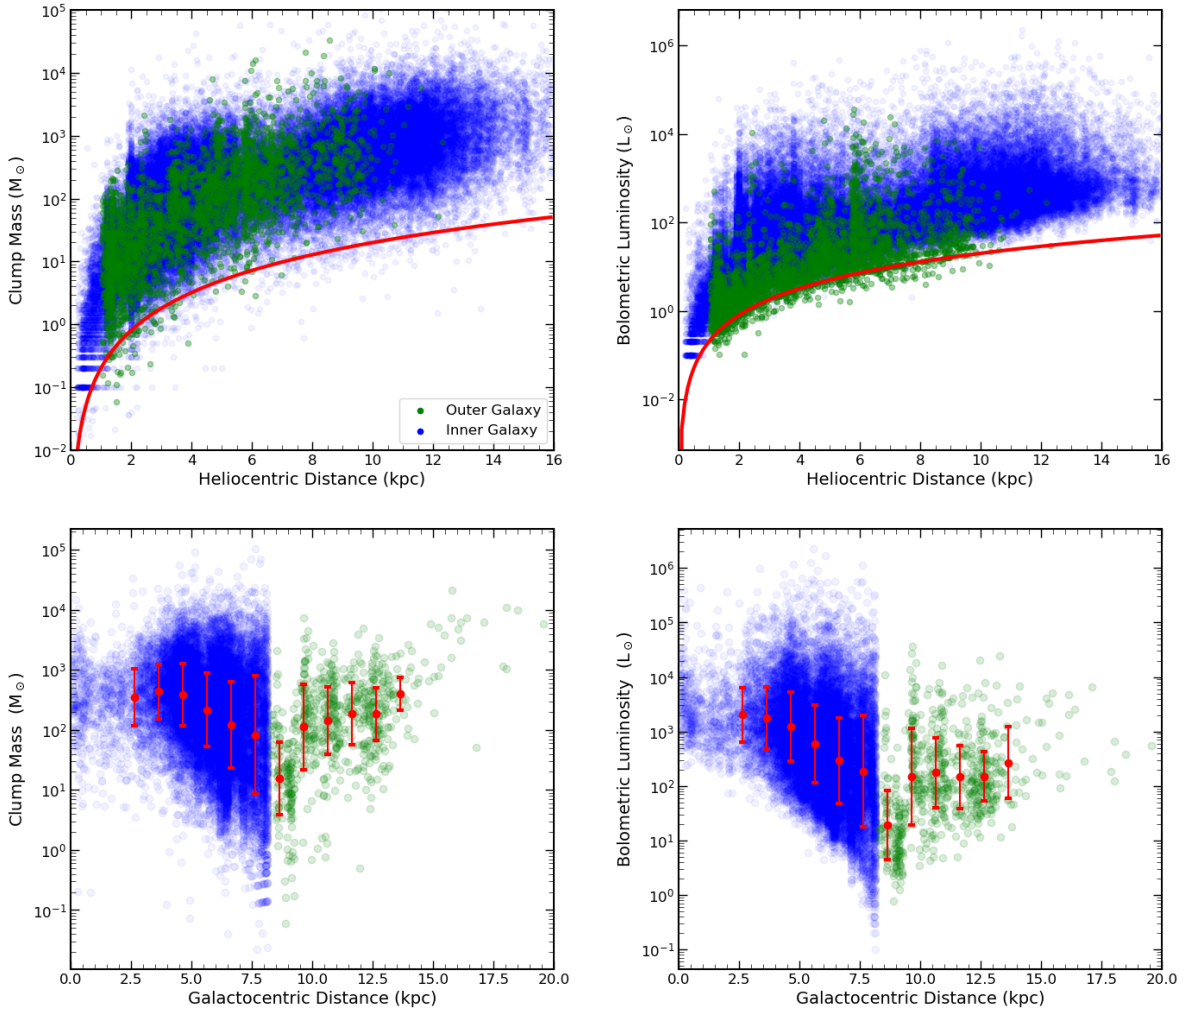 10^5
10^4
10^3
10^2
10^1
10^0
10^-1
10^-2
Clump Mass (M⊙)
0 2 4 6 8 10 12 14 16
Heliocentric Distance (kpc)
Outer Galaxy
Inner Galaxy
10^6
10^4
10^2
10^0
10^-2
Bolometric Luminosity (L⊙)
0 2 4 6 8 10 12 14 16
Heliocentric Distance (kpc)
10^5
10^4
10^3
10^2
10^1
10^0
10^-1
Clump Mass (M⊙)
0.0 2.5 5.0 7.5 10.0 12.5 15.0 17.5 20.0
Galactocentric Distance (kpc)
10^6
10^5
10^4
10^3
10^2
10^1
10^0
10^-1
Bolometric Luminosity (L⊙)
0.0 2.5 5.0 7.5 10.0 12.5 15.0 17.5 20.0
Galactocentric Distance (kpc)